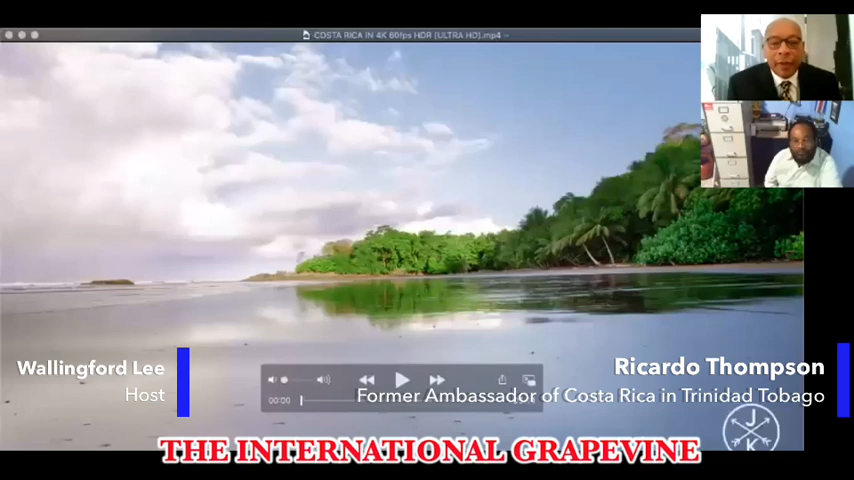 COSTA RICA IN 4K 60fps HDR (ULTRA HD).mp4
Wallingford Lee
Host
00:00
Ricardo Thompson
Former Ambassador of Costa Rica in Trinidad Tobago
J
K
THE INTERNATIONAL GRAPEVINE